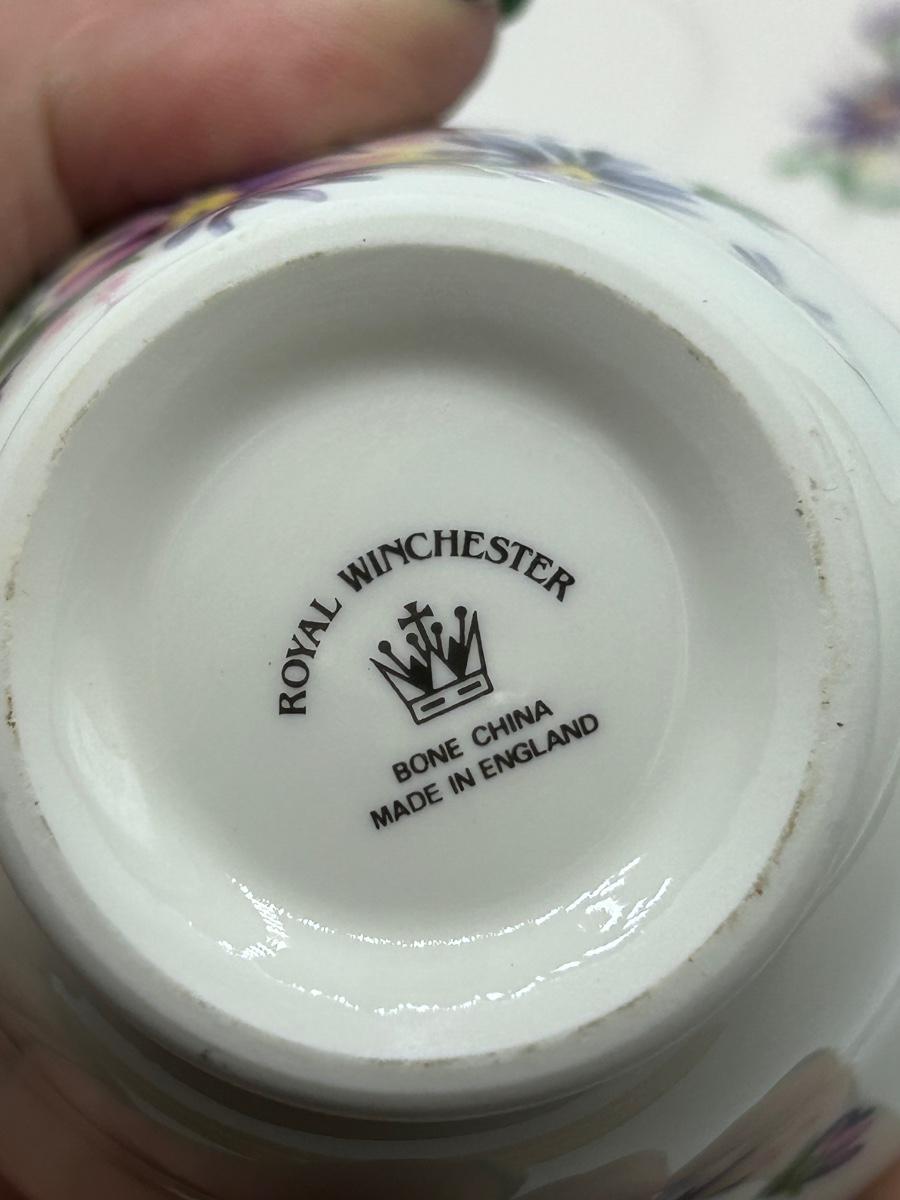 ROYAL WINCHESTER
BONE CHINA
MADE IN ENGLAND